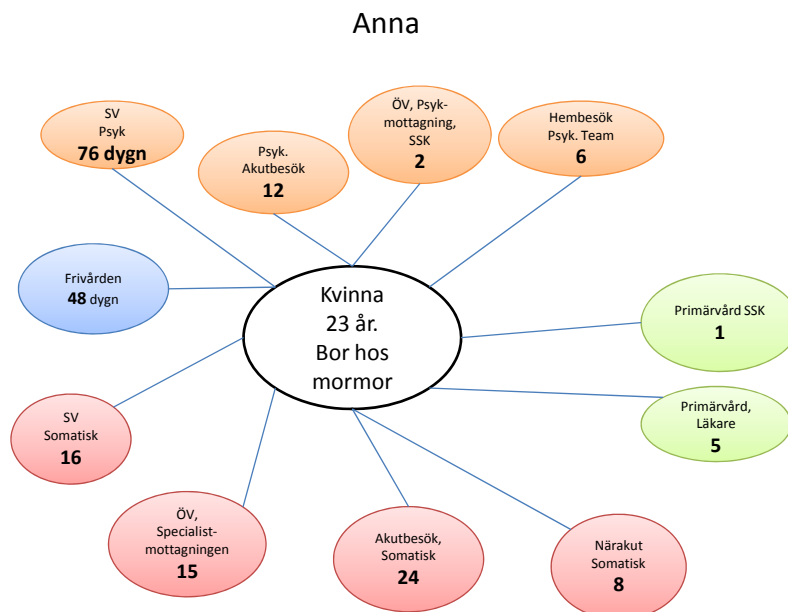 Anna
SV
Psyk
76 dygn
Psyk.
Akutbesök
12
ÖV, Psyk-
mottagning,
SSK
2
Hembesök
Psyk. Team
6
Frivården
48 dygn
Kvinna
23 år.
Bor hos
mormor
Primärvård SSK
1
Primärvård,
Läkare
5
SV
Somatisk
16
ÖV,
Specialist-
mottagningen
15
Akutbesök,
Somatisk
24
Närakut
Somatisk
8